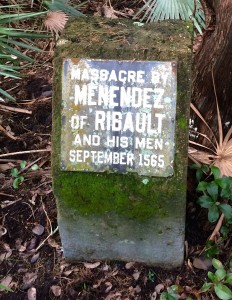 MASSACRE BY
MENENDEZ
OF RIBAULT
AND HIS MEN
SEPTEMBER 1565